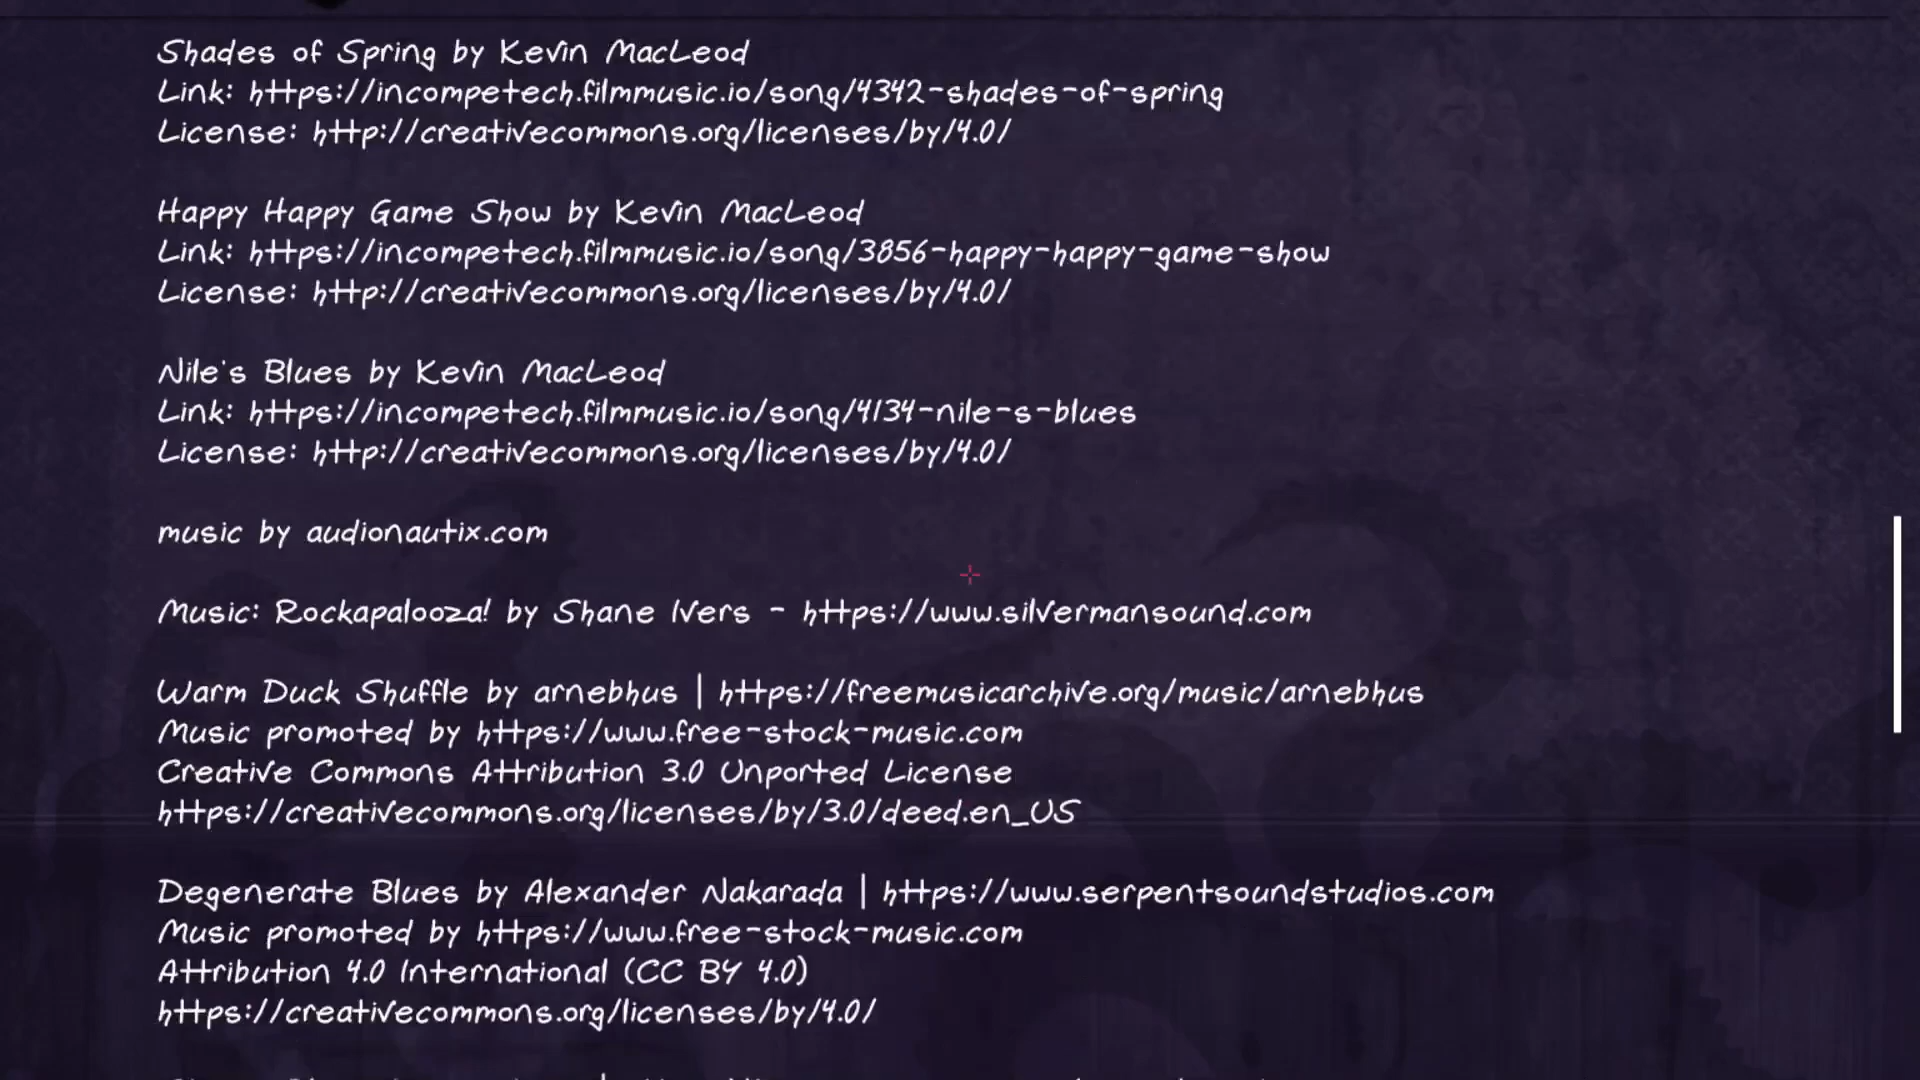 Shades of Spring by Kevin MacLeod
Link: https://incompetech.filmmusic.io/song/4342-shades-of-spring
License: http://creativecommons.org/licenses/by/4.0/
Happy Happy Game Show by Kevin MacLeod
Link: https://incompetech.filmmusic.io/song/3856-happy-happy-game-show
License: http://creativecommons.org/licenses/by/4.0/
Nile's Blues by Kevin MacLeod
Link: https://incompetech.filmmusic.io/song/4134-nile-s-blues
License: http://creativecommons.org/licenses/by/4.0/
music by audionautix.com
Music: Rockapalooza! by Shane Ivers - https://www.silvermansound.com
Warm Duck Shuffle by arnebhus | https://freemusicarchive.org/music/arnebhus
Music promoted by https://www.free-stock-music.com
Creative Commons Attribution 3.0 Unported License
https://creativecommons.org/licenses/by/3.0/deed.en_US
Degenerate Blues by Alexander Nakarada | https://www.serpentsoundstudios.com
Music promoted by https://www.free-stock-music.com
Attribution 4.0 International (CC BY 4.0)
https://creativecommons.org/licenses/by/4.0/